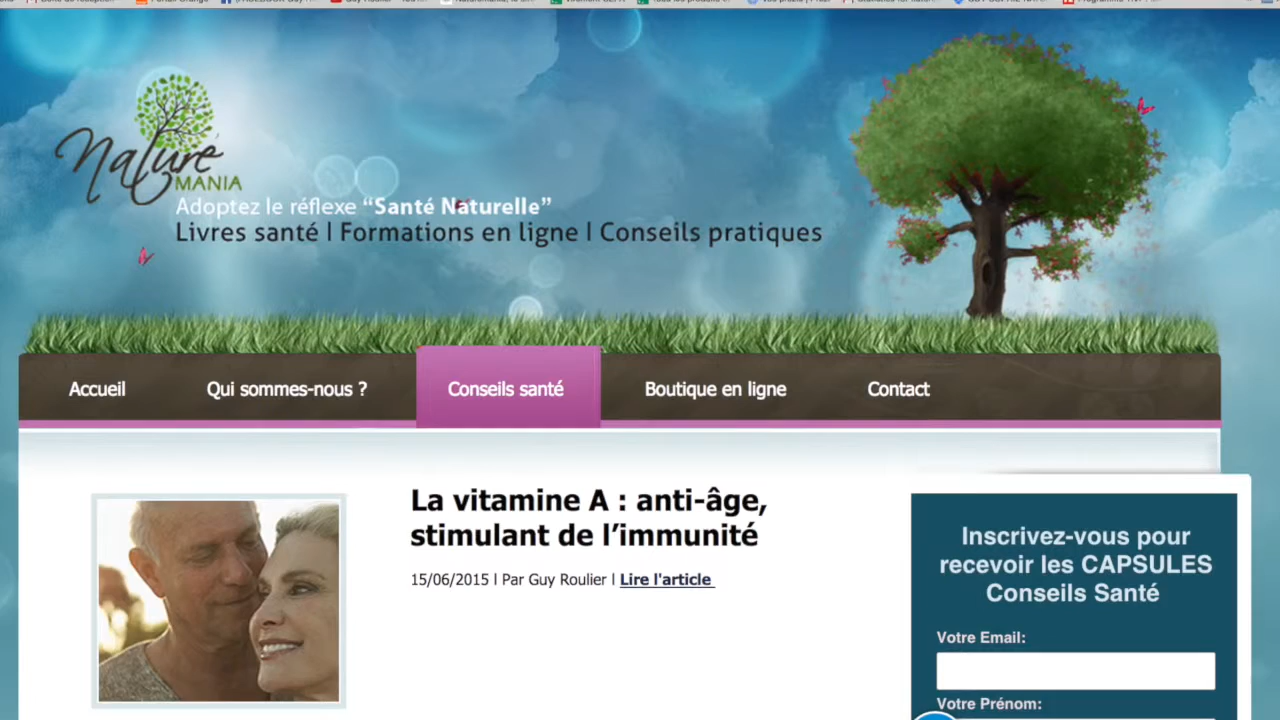 Nature
MANIA
Adoptez le réflexe “Santé Naturelle”
Livres santé | Formations en ligne | Conseils pratiques
Accueil
Qui sommes-nous ?
Conseils santé
Boutique en ligne
Contact
La vitamine A : anti-âge,
stimulant de l’immunité
15/06/2015 | Par Guy Roulier | Lire l'article
Inscrivez-vous pour
recevoir les CAPSULES
Conseils Santé
Votre Email:
Votre Prénom: